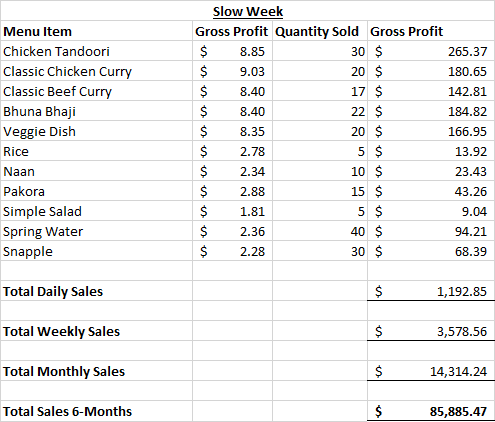 Slow Week
Menu Item Gross Profit Quantity Sold Gross Profit
Chicken Tandoori $ 8.85 30 $ 265.37
Classic Chicken Curry $ 9.03 20 $ 180.65
Classic Beef Curry $ 8.40 17 $ 142.81
Bhuna Bhaji $ 8.40 22 $ 184.82
Veggie Dish $ 8.35 20 $ 166.95
Rice $ 2.78 5 $ 13.92
Naan $ 2.34 10 $ 23.43
Pakora $ 2.88 15 $ 43.26
Simple Salad $ 1.81 5 $ 9.04
Spring Water $ 2.36 40 $ 94.21
Snapple $ 2.28 30 $ 68.39
Total Daily Sales $ 1,192.85
Total Weekly Sales $ 3,578.56
Total Monthly Sales $ 14,314.24
Total Sales 6-Months $ 85,885.47